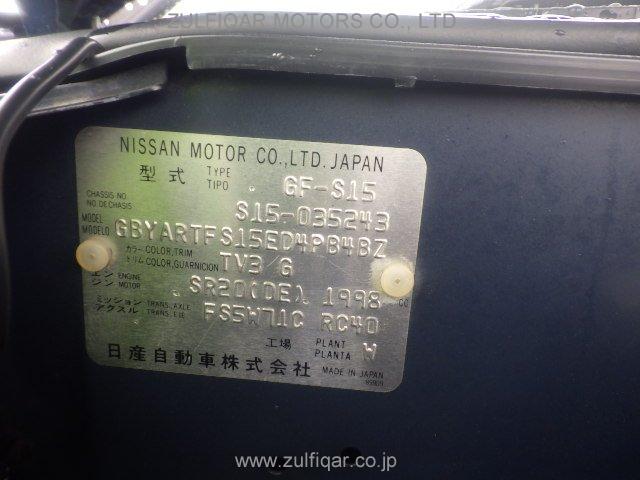 ZULFIQAR MOTORS CO., LTD.
NISSAN MOTOR CO.,LTD. JAPAN
型式 TYPE TIPO GF-S15
CHASSIS NO. NO DE CHASIS S15-035243
MODEL MODELO GBYARTFS15ED4PB4BZ
カラー COLOR,TRIM
トリム COLOR,GUARNICION TV3 G
エンジン ENGINE MOTOR SR20(DE) 1998 CC
ミッション TRANS.,AXLE
アクスル TRANS.,EJE FS5W71C RC40
工場 PLANT PLANTA W
日産自動車株式会社 MADE IN JAPAN
www.zulfiqar.co.jp